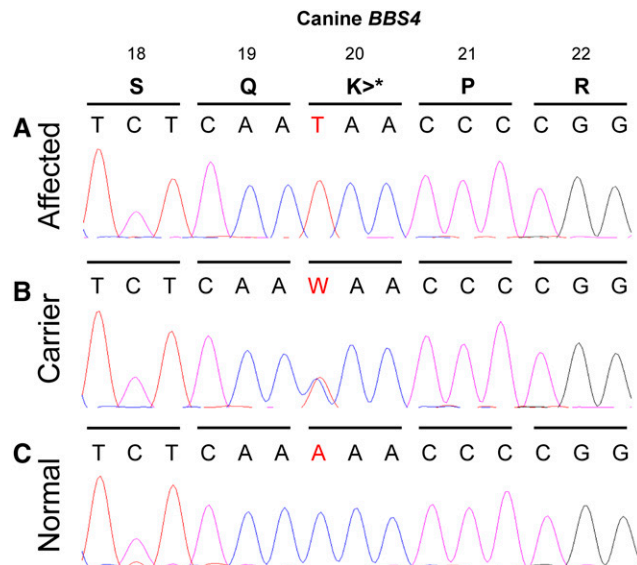 Canine BBS4
18 19 20 21 22
S Q K>* P R
A Affected
T C T C A A T A A C C C C G G
B Carrier
T C T C A A W A A C C C C G G
C Normal
T C T C A A A A A C C C C G G